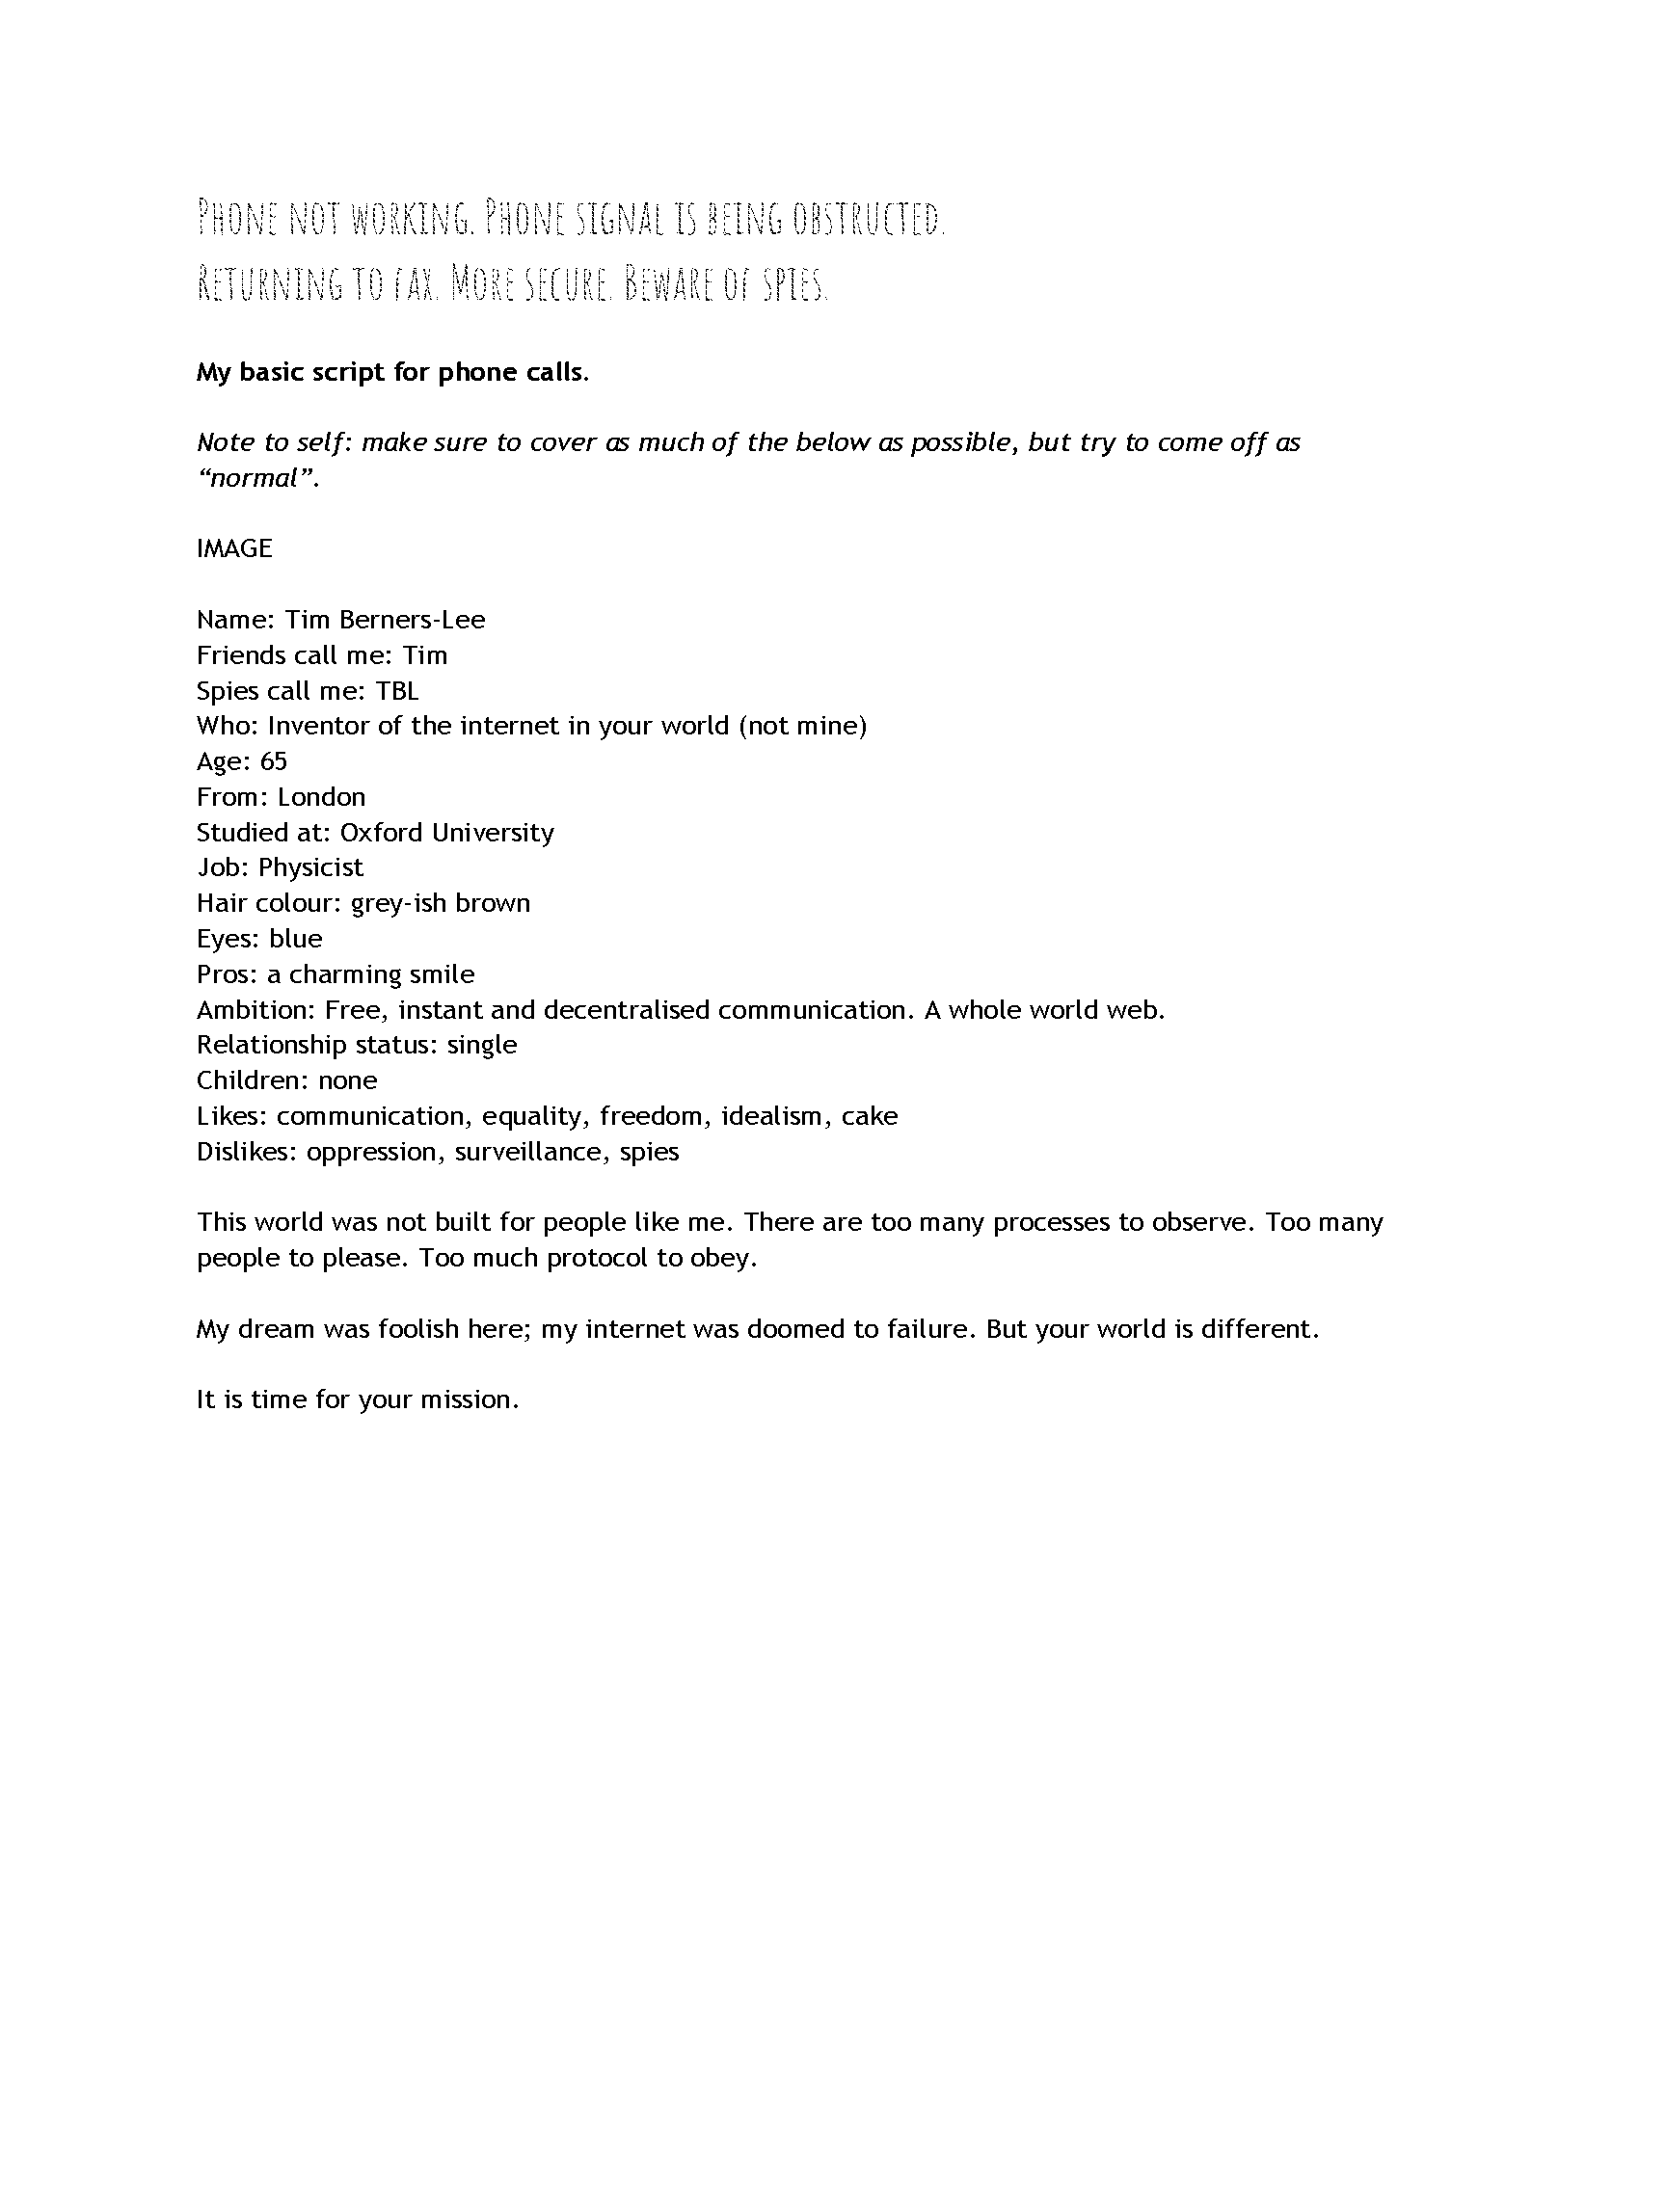 Phone not working. Phone signal is being obstructed.
Returning to fax. More secure. Beware of spies.
My basic script for phone calls.
Note to self: make sure to cover as much of the below as possible, but try to come off as
“normal”.
IMAGE
Name: Tim Berners-Lee
Friends call me: Tim
Spies call me: TBL
Who: Inventor of the internet in your world (not mine)
Age: 65
From: London
Studied at: Oxford University
Job: Physicist
Hair colour: grey-ish brown
Eyes: blue
Pros: a charming smile
Ambition: Free, instant and decentralised communication. A whole world web.
Relationship status: single
Children: none
Likes: communication, equality, freedom, idealism, cake
Dislikes: oppression, surveillance, spies
This world was not built for people like me. There are too many processes to observe. Too many
people to please. Too much protocol to obey.
My dream was foolish here; my internet was doomed to failure. But your world is different.
It is time for your mission.